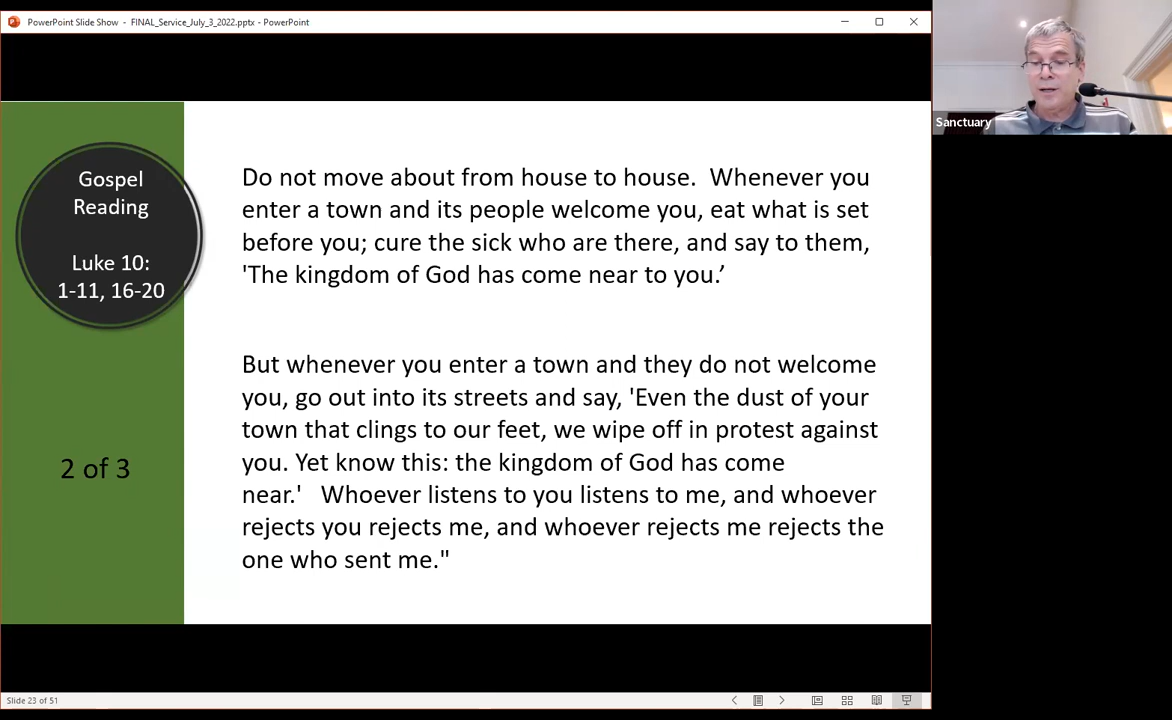 PowerPoint Slide Show - FINAL_Service_July_3_2022.pptx - PowerPoint
Sanctuary
Gospel
Reading
Luke 10:
1-11, 16-20
2 of 3
Do not move about from house to house.  Whenever you
enter a town and its people welcome you, eat what is set
before you; cure the sick who are there, and say to them,
'The kingdom of God has come near to you.’
But whenever you enter a town and they do not welcome
you, go out into its streets and say, 'Even the dust of your
town that clings to our feet, we wipe off in protest against
you. Yet know this: the kingdom of God has come
near.'   Whoever listens to you listens to me, and whoever
rejects you rejects me, and whoever rejects me rejects the
one who sent me."
Slide 23 of 51